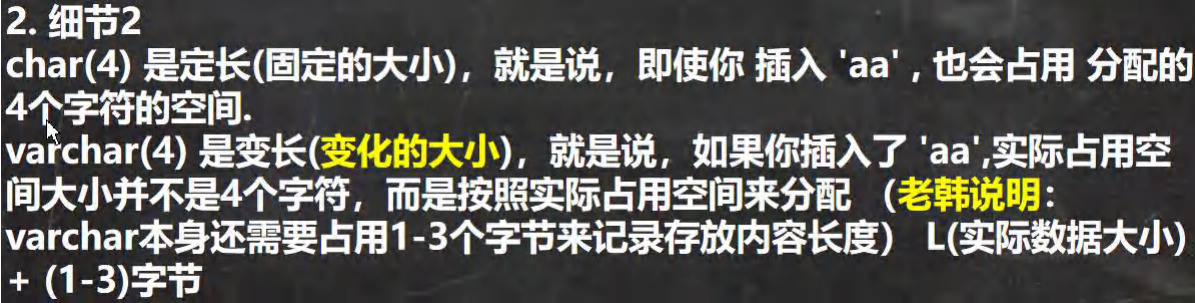 2. 细节2
char(4) 是定长(固定的大小)，就是说，即使你 插入 'aa' , 也会占用 分配的
4个字符的空间.
varchar(4) 是变长(变化的大小)，就是说，如果你插入了 'aa',实际占用空
间大小并不是4个字符，而是按照实际占用空间来分配 （老韩说明：
varchar本身还需要占用1-3个字节来记录存放内容长度） L(实际数据大小)
+ (1-3)字节